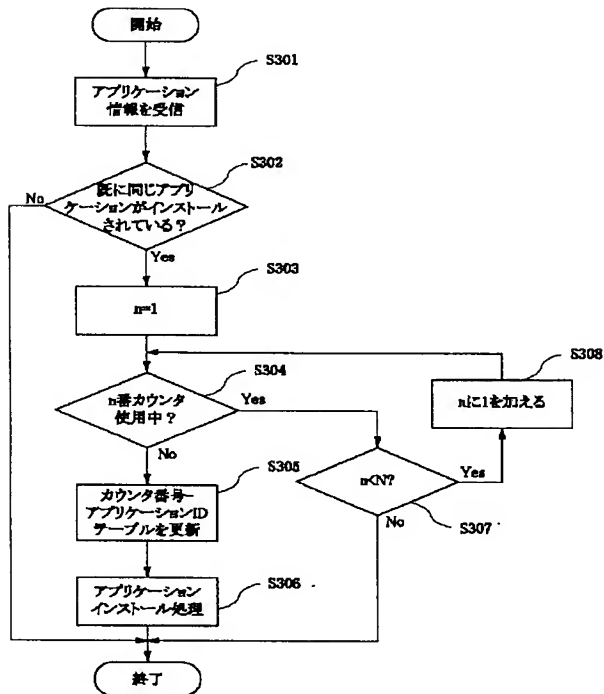 開始
S301
アプリケーション
情報を受信
S302
No
既に同じアプリ
ケーションがインストール
されている？
Yes
S303
n=1
S308
nに1を加える
S304
n番カウンタ
使用中？
Yes
No
S305
カウンタ番号-
アプリケーションID
テーブルを更新
n<N?
Yes
S307
No
S306
アプリケーション
インストール処理
終了